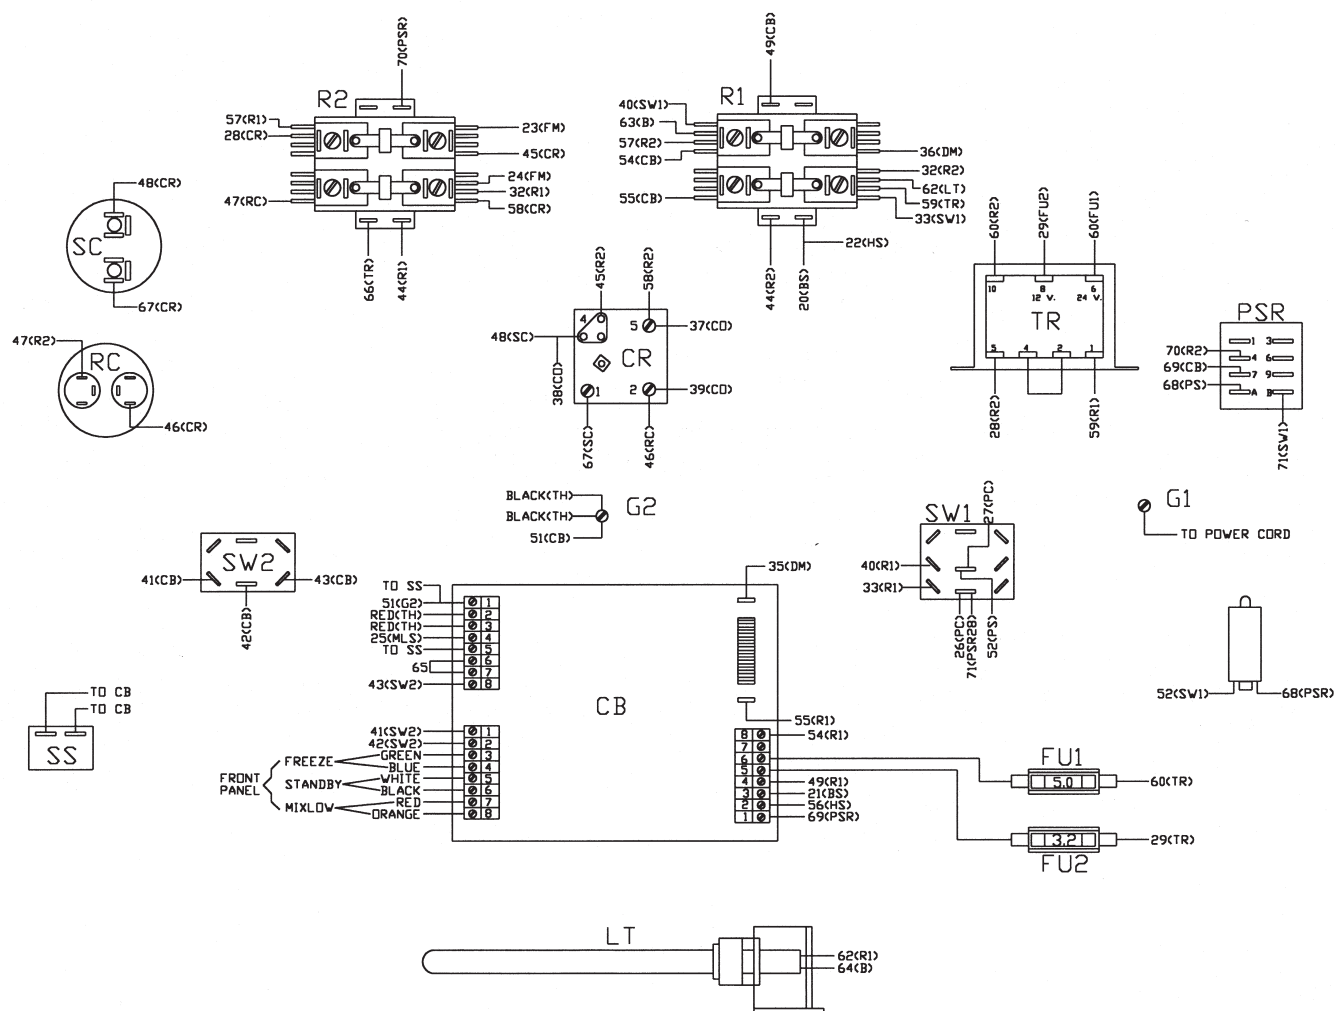 49(CB)
70(PSR)
R2
R1
57(R1)
28(CR)
23(FM)
45(CR)
24(FM)
32(R1)
58(CR)
47(RC)
66(TR)
44(R1)
40(SW1)
63(B)
57(R2)
54(CB)
55(CB)
36(DM)
32(R2)
62(LT)
59(TR)
33(SW1)
22(HS)
44(R2)
20(BS)
48(CR)
SC
67(CR)
47(R2)
RC
46(CR)
45(R2)
58(R2)
48(SC)
38(CO)
4
5
CR
1
2
37(CO)
39(CO)
67(SC)
46(RC)
60(R2)
29(FU2)
60(FU1)
10
8
6
12 V.
24 V.
TR
5
4
2
1
28(R2)
59(R1)
PSR
1 3
4 6
7 9
A B
70(R2)
69(CB)
68(PS)
71(SW1)
BLACK(TH)
BLACK(TH)
51(CB)
G2
SW1
27(PC)
40(R1)
33(R1)
26(PC)
71(PSR28)
52(PS)
G1
TO POWER CORD
SW2
41(CB)
43(CB)
42(CB)
TO SS
51(G2)
RED(TH)
RED(TH)
25(MLS)
TO SS
65
43(SW2)
1
2
3
4
5
6
7
8
35(DM)
CB
55(R1)
41(SW2)
42(SW2)
GREEN
BLUE
WHITE
BLACK
RED
ORANGE
1
2
3
4
5
6
7
8
FREEZE
STANDBY
MIXLOW
FRONT
PANEL
8
7
6
5
4
3
2
1
54(R1)
49(R1)
21(BS)
56(HS)
69(PSR)
TO CB
TO CB
SS
52(SW1)
68(PSR)
FU1
5.0
60(TR)
3.2
29(TR)
FU2
LT
62(R1)
64(B)